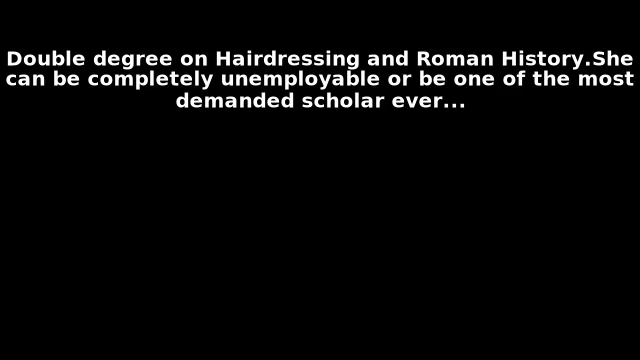 Double degree on Hairdressing and Roman History.She
can be completely unemployable or be one of the most
demanded scholar ever...